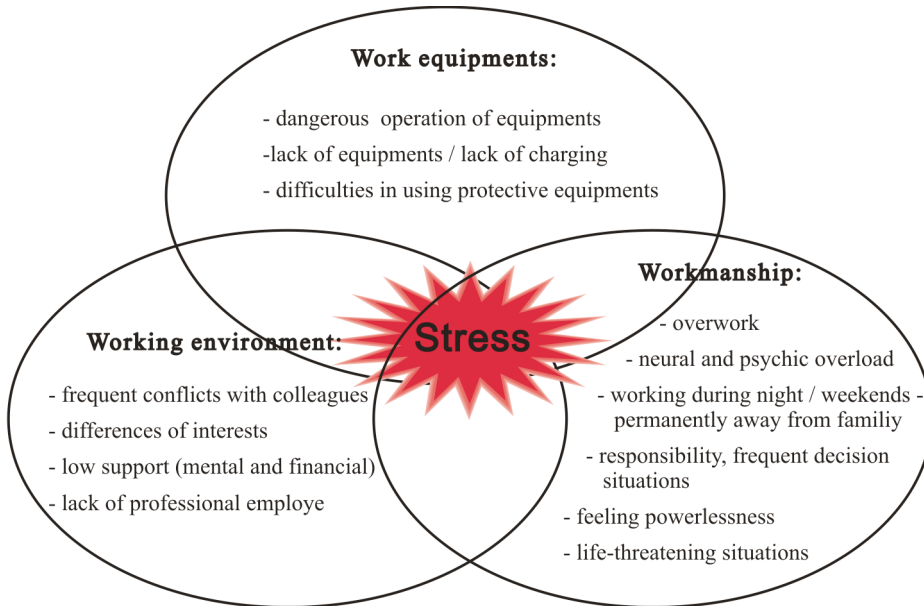 Work equipments:
- dangerous operation of equipments
-lack of equipments / lack of charging
- difficulties in using protective equipments
Stress
Working environment:
- frequent conflicts with colleagues
- differences of interests
- low support (mental and financial)
- lack of professional employe
Workmanship:
- overwork
- neural and psychic overload
- working during night / weekends -
permanently away from familiy
- responsibility, frequent decision
situations
- feeling powerlessness
- life-threatening situations